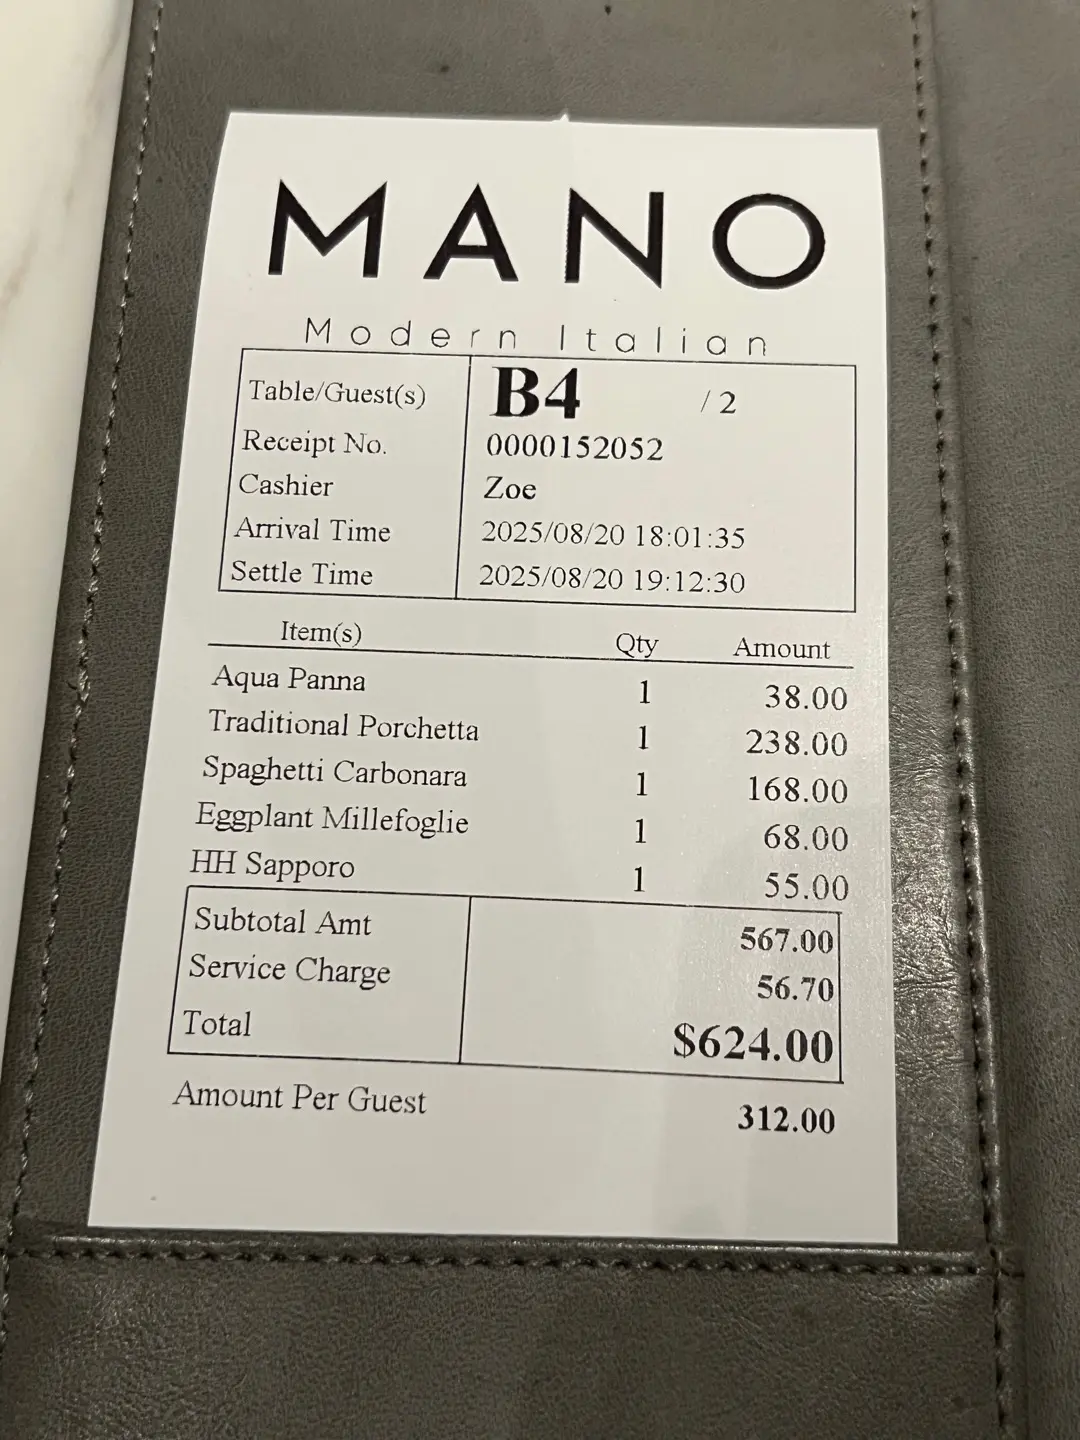 MANO
Modern Italian
Table/Guest(s) B4 / 2
Receipt No. 0000152052
Cashier Zoe
Arrival Time 2025/08/20 18:01:35
Settle Time 2025/08/20 19:12:30
Item(s) Qty Amount
Aqua Panna 1 38.00
Traditional Porchetta 1 238.00
Spaghetti Carbonara 1 168.00
Eggplant Millefoglie 1 68.00
HH Sapporo 1 55.00
Subtotal Amt 567.00
Service Charge 56.70
Total $624.00
Amount Per Guest 312.00